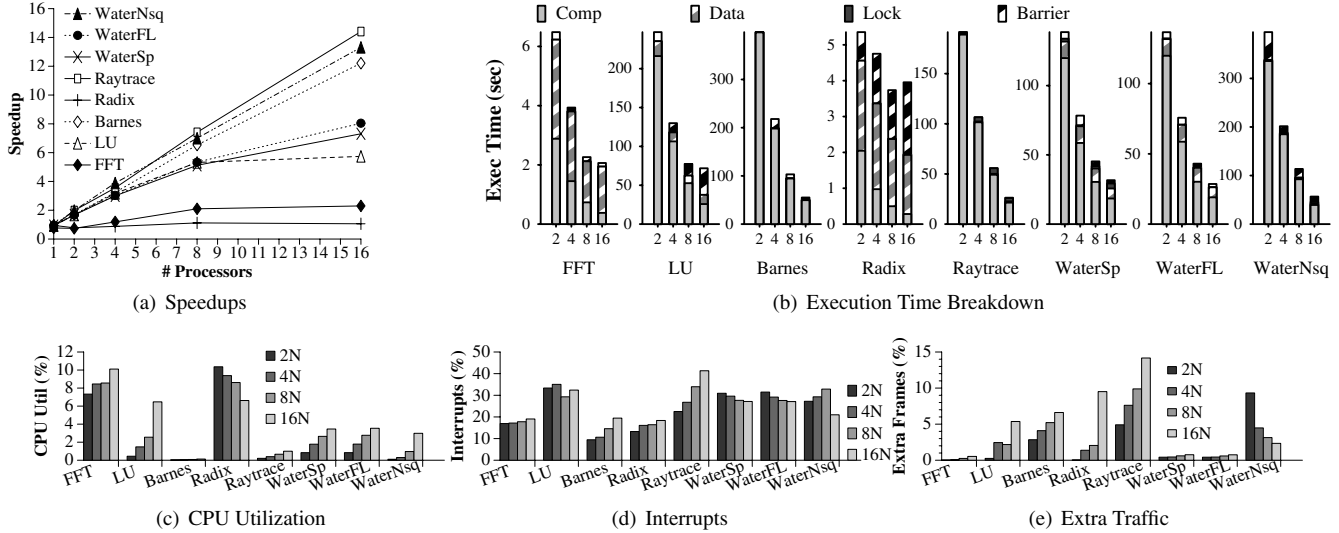 16
14
12
10
8
6
4
2
0
Speedup
WaterNsq
WaterFL
WaterSp
Raytrace
Radix
Barnes
LU
FFT
1 2 3 4 5 6 7 8 9 10 11 12 13 14 15 16
# Processors
(a) Speedups
Comp Data Lock Barrier
Exec Time (sec)
6
4
2
0
2 4 8 16
FFT
200
150
100
50
0
2 4 8 16
LU
300
200
100
0
2 4 8 16
Barnes
5
4
3
2
1
0
2 4 8 16
Radix
150
100
50
0
2 4 8 16
Raytrace
100
50
0
2 4 8 16
WaterSp
100
50
0
2 4 8 16
WaterFL
300
200
100
0
2 4 8 16
WaterNsq
(b) Execution Time Breakdown
CPU Util (%)
12
10
8
6
4
2
0
2N
4N
8N
16N
FFT LU Barnes Radix Raytrace WaterSp WaterFL WaterNsq
(c) CPU Utilization
Interrupts (%)
50
40
30
20
10
0
2N
4N
8N
16N
FFT LU Barnes Radix Raytrace WaterSp WaterFL WaterNsq
(d) Interrupts
Extra Frames (%)
15
10
5
0
2N
4N
8N
16N
FFT LU Barnes Radix Raytrace WaterSp WaterFL WaterNsq
(e) Extra Traffic